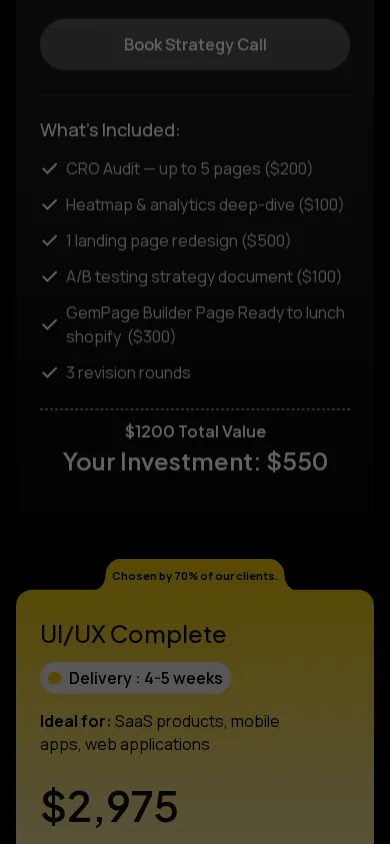 Book Strategy Call
What's Included:
CRO Audit — up to 5 pages ($200)
Heatmap & analytics deep-dive ($100)
1 landing page redesign ($500)
A/B testing strategy document ($100)
GemPage Builder Page Ready to lunch
shopify ($300)
3 revision rounds
$1200 Total Value
Your Investment: $550
Chosen by 70% of our clients.
UI/UX Complete
Delivery : 4-5 weeks
Ideal for: SaaS products, mobile
apps, web applications
$2,975